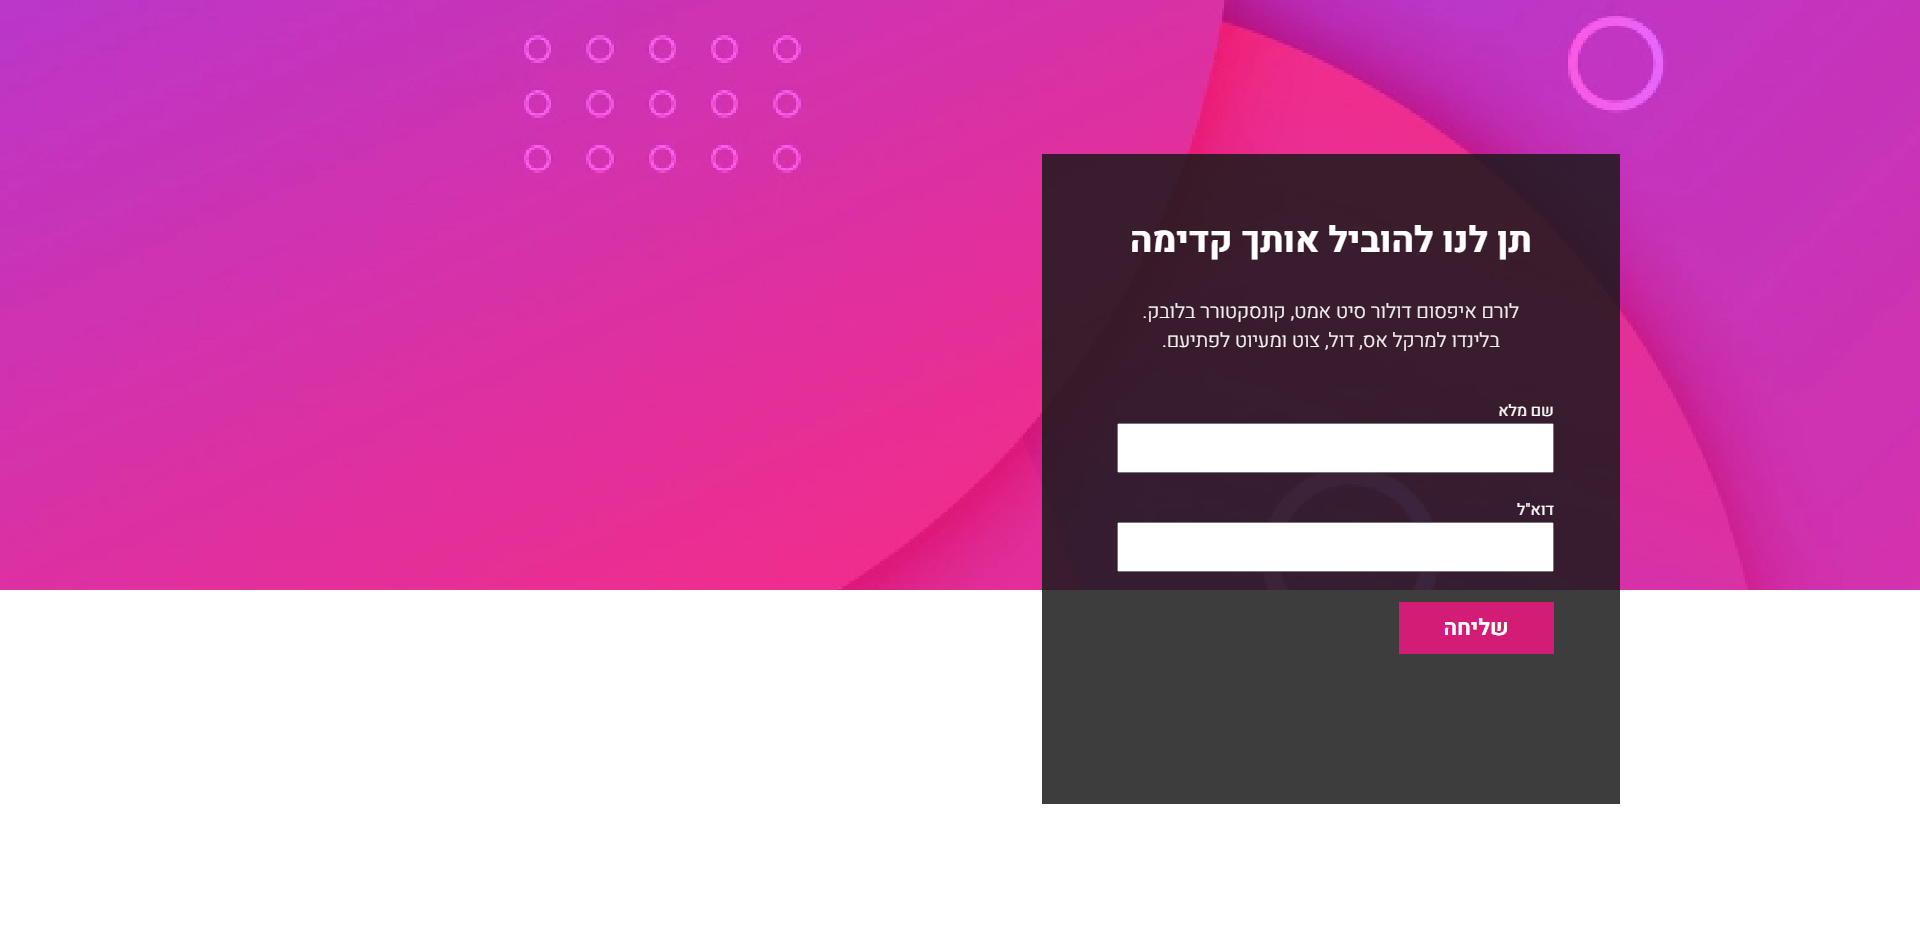 תן לנו להוביל אותך קדימה
לורם איפסום דולור סיט אמט, קונסקטורר בלובק.
בלינדו למרקל אס, דול, צוט ומעיוט לפתיעם.
שם מלא
דוא"ל
שליחה